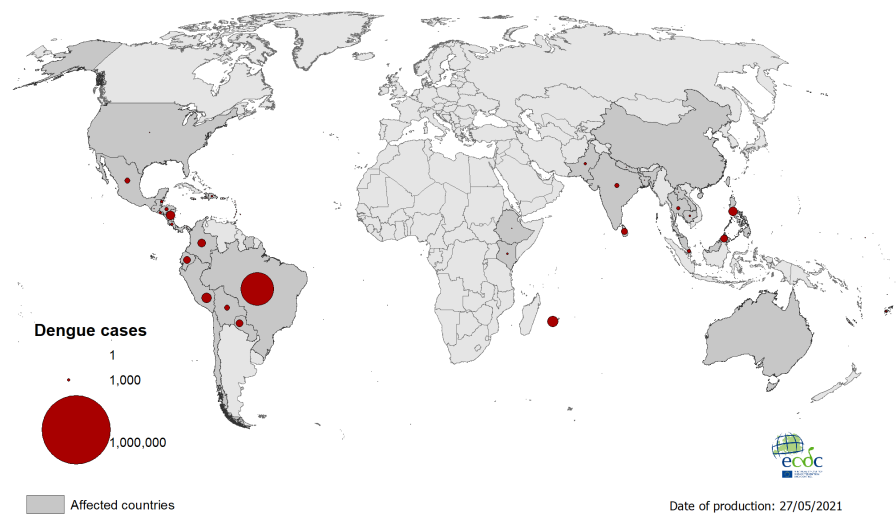 Dengue cases
1
1,000
1,000,000
ecdc
Affected countries
Date of production: 27/05/2021